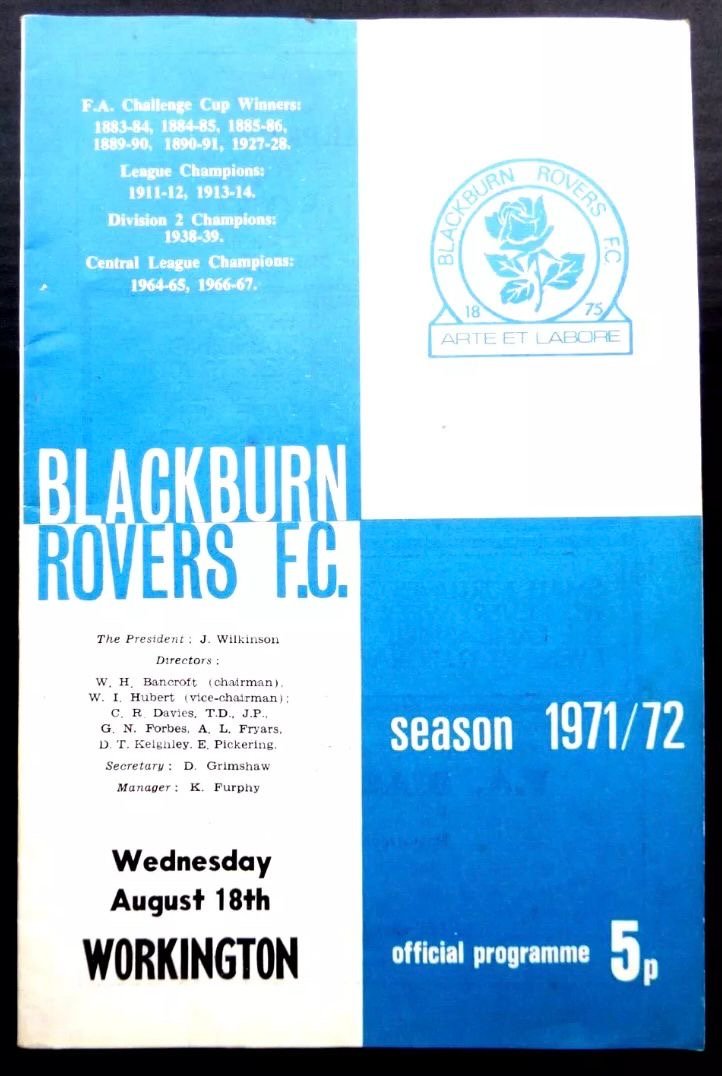 F.A. Challenge Cup Winners:
1883-84, 1884-85, 1885-86,
1889-90, 1890-91, 1927-28.
League Champions:
1911-12, 1913-14.
Division 2 Champions:
1938-39.
Central League Champions:
1964-65, 1966-67.
BLACKBURN ROVERS F.C
18 75
ARTE ET LABORE
BLACKBURN
ROVERS F.C.
The President : J. Wilkinson
Directors :
W. H. Bancroft (chairman),
W. I. Hubert (vice-chairman);
C. R. Davies, T.D., J.P.,
G. N. Forbes, A. L. Fryars,
D. T. Keighley, E. Pickering.
Secretary : D. Grimshaw
Manager : K. Furphy
Wednesday
August 18th
WORKINGTON
season 1971/72
official programme 5p